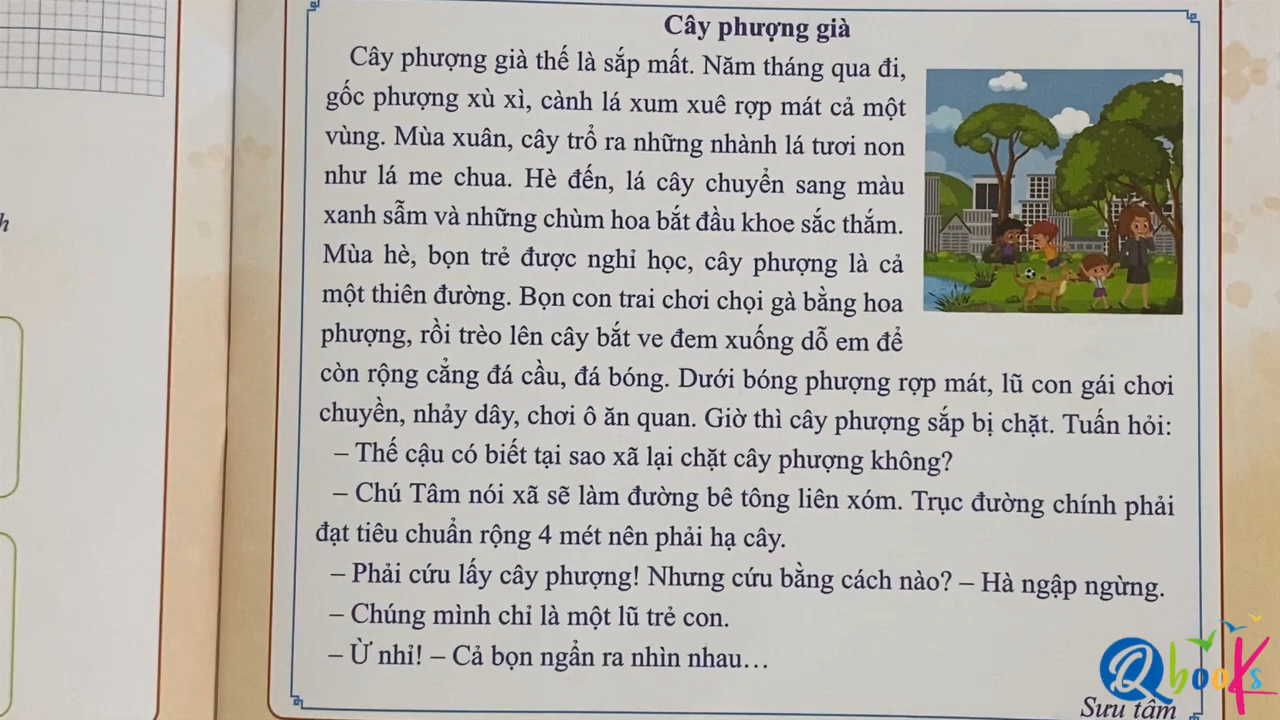 Cây phượng già
Cây phượng già thế là sắp mất. Năm tháng qua đi,
gốc phượng xù xì, cành lá xum xuê rợp mát cả một
vùng. Mùa xuân, cây trổ ra những nhành lá tươi non
như lá me chua. Hè đến, lá cây chuyển sang màu
xanh sẫm và những chùm hoa bắt đầu khoe sắc thắm.
Mùa hè, bọn trẻ được nghỉ học, cây phượng là cả
một thiên đường. Bọn con trai chơi chọi gà bằng hoa
phượng, rồi trèo lên cây bắt ve đem xuống dỗ em để
còn rộng cẳng đá cầu, đá bóng. Dưới bóng phượng rợp mát, lũ con gái chơi
chuyền, nhảy dây, chơi ô ăn quan. Giờ thì cây phượng sắp bị chặt. Tuấn hỏi:
– Thế cậu có biết tại sao xã lại chặt cây phượng không?
– Chú Tâm nói xã sẽ làm đường bê tông liên xóm. Trục đường chính phải
đạt tiêu chuẩn rộng 4 mét nên phải hạ cây.
– Phải cứu lấy cây phượng! Nhưng cứu bằng cách nào? – Hà ngập ngừng.
– Chúng mình chỉ là một lũ trẻ con.
– Ừ nhỉ! – Cả bọn ngẩn ra nhìn nhau…
Sưu tầm
Qbooks